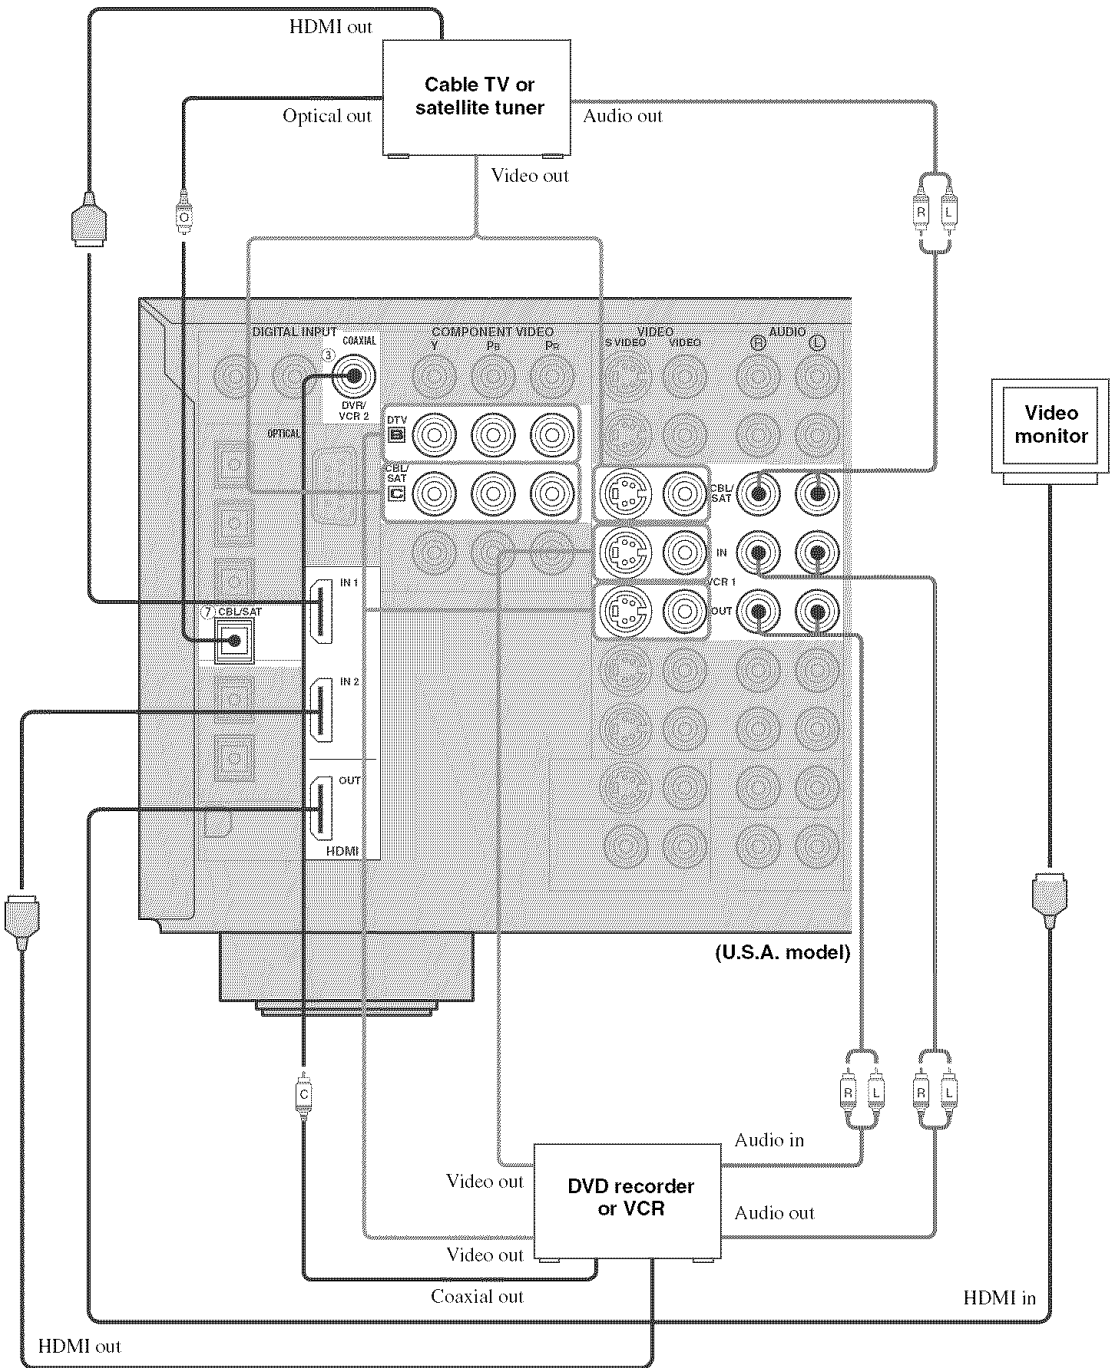 HDMI out
Cable TV or
satellite tuner
Optical out
Audio out
Video out
O
R L
DIGITAL INPUT
COMPONENT VIDEO
VIDEO
AUDIO
COAXIAL
Y PB PR
S VIDEO VIDEO
R L
3
DVR/
VCR 2
OPTICAL
DTV
B
CBL/
SAT
C
CBL/
SAT
IN
VCR 1
OUT
Video
monitor
IN 1
7 CBL/SAT
IN 2
OUT
HDMI
(U.S.A. model)
C
R L R L
Audio in
Video out
DVD recorder
or VCR
Audio out
Video out
Coaxial out
HDMI in
HDMI out